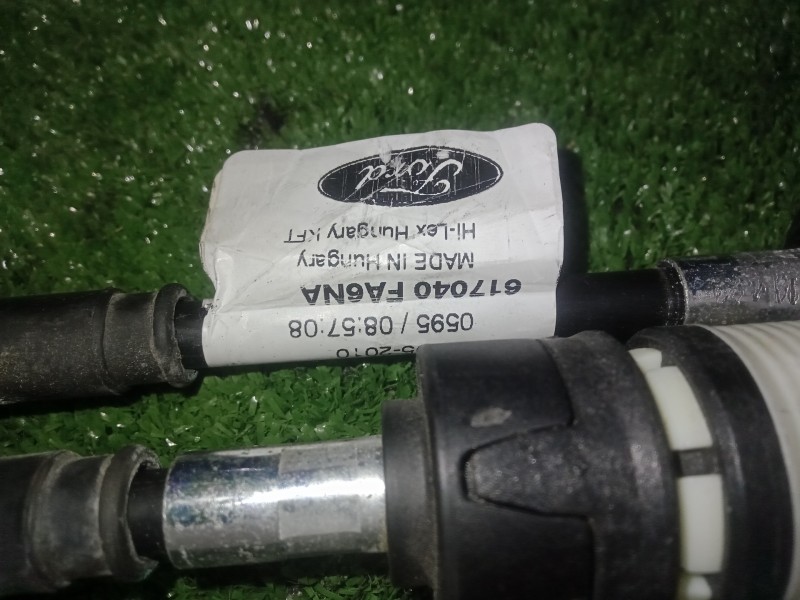 0595 / 08:57:08
617040 FA6NA
MADE IN Hungary
Hi-Lex Hungary KFT
Ford